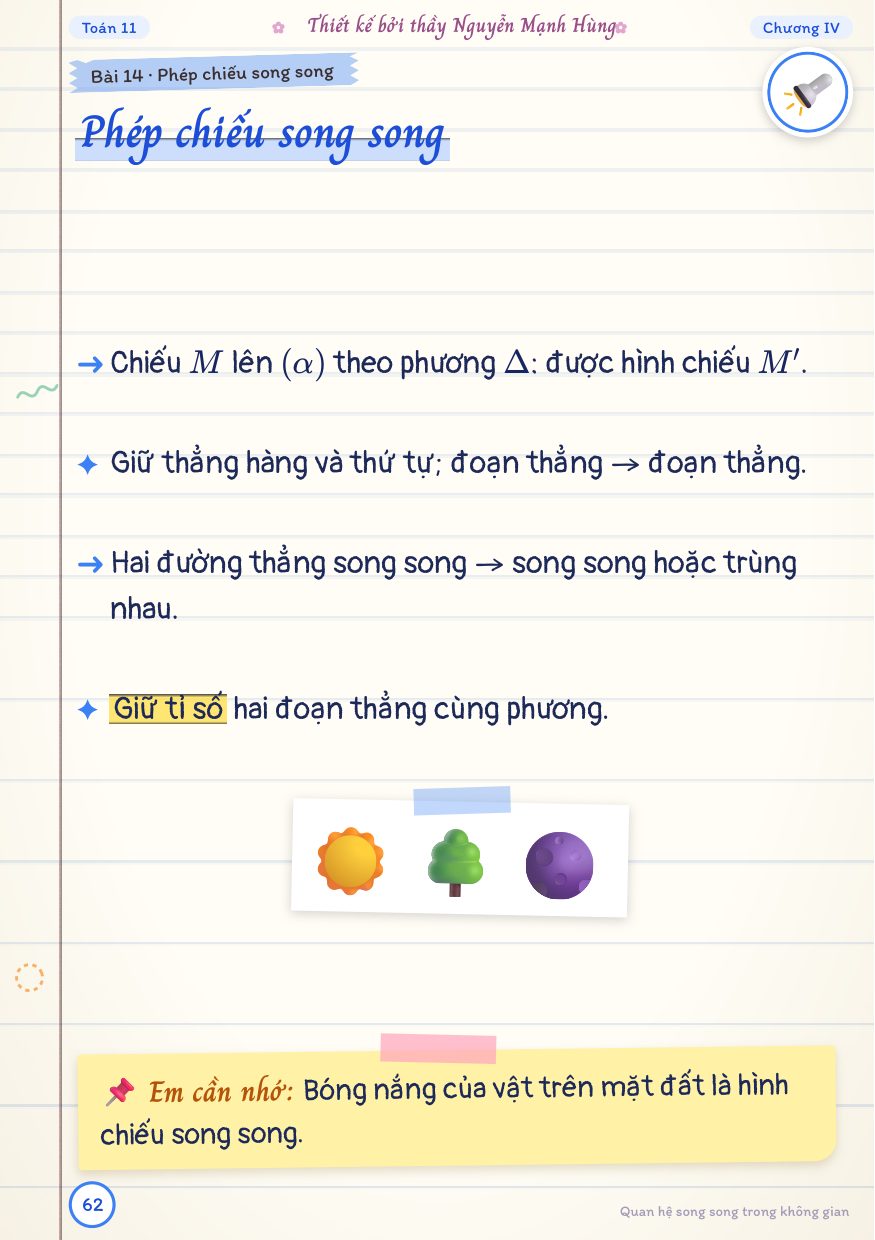 Toán 11
Thiết kế bởi thầy Nguyễn Mạnh Hùng
Chương IV
Bài 14 · Phép chiếu song song
Phép chiếu song song
→ Chiếu M lên (α) theo phương Δ: được hình chiếu M′.
✦ Giữ thẳng hàng và thứ tự; đoạn thẳng → đoạn thẳng.
→ Hai đường thẳng song song → song song hoặc trùng
nhau.
✦ Giữ tỉ số hai đoạn thẳng cùng phương.
Em cần nhớ: Bóng nắng của vật trên mặt đất là hình
chiếu song song.
62
Quan hệ song song trong không gian